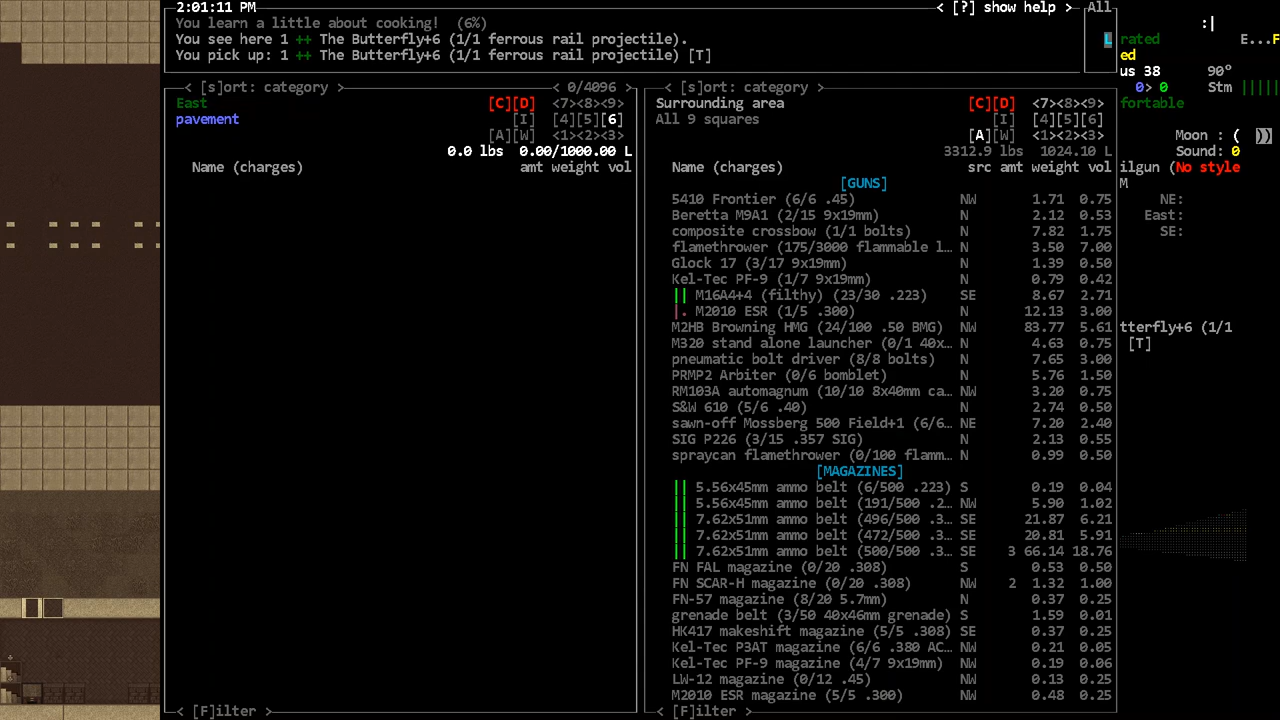 2:01:11 PM
< [?] show help >
You learn a little about cooking!  (6%)
You see here 1 ++ The Butterfly+6 (1/1 ferrous rail projectile).
You pick up: 1 ++ The Butterfly+6 (1/1 ferrous rail projectile) [T]
All
L
:|
rated E...F
ed
us 38 90°
0> 0 Stm |||||
fortable
Moon : ( ))
Sound: 0
ilgun (No style
M
NE:
East:
SE:
tterfly+6 (1/1
[T]
< [s]ort: category > < 0/4096 >
East [C][D] <7><8><9>
pavement [I] [4][5][6]
[A][W] <1><2><3>
0.0 lbs 0.00/1000.00 L
Name (charges) amt weight vol
< [F]ilter >
< [s]ort: category >
Surrounding area [C][D] <7><8><9>
All 9 squares [I] [4][5][6]
[A][W] <1><2><3>
3312.9 lbs 1024.10 L
Name (charges) src amt weight vol
[GUNS]
5410 Frontier (6/6 .45) NW 1.71 0.75
Beretta M9A1 (2/15 9x19mm) N 2.12 0.53
composite crossbow (1/1 bolts) N 7.82 1.75
flamethrower (175/3000 flammable l… N 3.50 7.00
Glock 17 (3/17 9x19mm) N 1.39 0.50
Kel-Tec PF-9 (1/7 9x19mm) N 0.79 0.42
|| M16A4+4 (filthy) (23/30 .223) SE 8.67 2.71
|. M2010 ESR (1/5 .300) N 12.13 3.00
M2HB Browning HMG (24/100 .50 BMG) NW 83.77 5.61
M320 stand alone launcher (0/1 40x… N 4.63 0.75
pneumatic bolt driver (8/8 bolts) N 7.65 3.00
PRMP2 Arbiter (0/6 bomblet) N 5.76 1.50
RM103A automagnum (10/10 8x40mm ca… N 3.20 0.75
S&W 610 (5/6 .40) N 2.74 0.50
sawn-off Mossberg 500 Field+1 (6/6… NE 7.20 2.40
SIG P226 (3/15 .357 SIG) N 2.13 0.55
spraycan flamethrower (0/100 flamm… N 0.99 0.50
[MAGAZINES]
|| 5.56x45mm ammo belt (6/500 .223) S 0.19 0.04
|| 5.56x45mm ammo belt (191/500 .2… NW 5.90 1.02
|| 7.62x51mm ammo belt (496/500 .3… SE 21.87 6.21
|| 7.62x51mm ammo belt (472/500 .3… SE 20.81 5.91
|| 7.62x51mm ammo belt (500/500 .3… SE 3 66.14 18.76
FN FAL magazine (0/20 .308) S 0.53 0.50
FN SCAR-H magazine (0/20 .308) NW 2 1.32 1.00
FN-57 magazine (8/20 5.7mm) N 0.37 0.25
grenade belt (3/50 40x46mm grenade) S 1.59 0.01
HK417 makeshift magazine (5/5 .308) SE 0.37 0.25
Kel-Tec P3AT magazine (6/6 .380 AC… NW 0.21 0.05
Kel-Tec PF-9 magazine (4/7 9x19mm) NW 0.19 0.06
LW-12 magazine (0/12 .45) NW 0.13 0.25
M2010 ESR magazine (5/5 .300) NW 0.48 0.25
< [F]ilter >